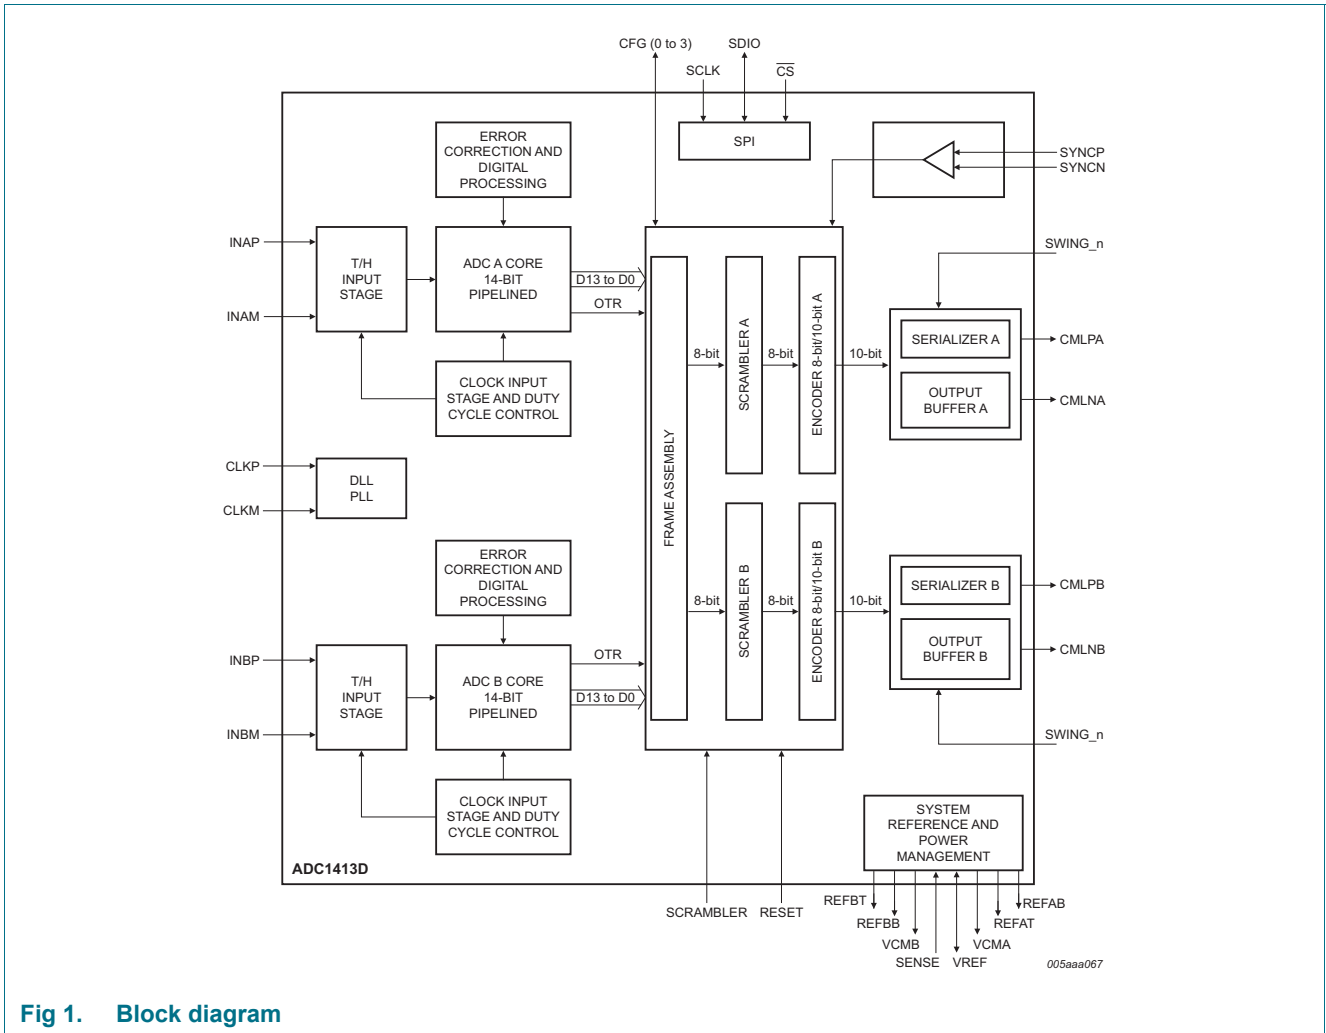 CFG (0 to 3)
SDIO
SCLK
CS
ERROR
CORRECTION AND
DIGITAL
PROCESSING
SPI
SYNCP
SYNCN
INAP
INAM
T/H
INPUT
STAGE
ADC A CORE
14-BIT
PIPELINED
D13 to D0
OTR
SWING_n
CLOCK INPUT
STAGE AND DUTY
CYCLE CONTROL
FRAME ASSEMBLY
8-bit
SCRAMBLER A
8-bit
ENCODER 8-bit/10-bit A
10-bit
SERIALIZER A
OUTPUT
BUFFER A
CMLPA
CMLNA
CLKP
CLKM
DLL
PLL
ERROR
CORRECTION AND
DIGITAL
PROCESSING
8-bit
SCRAMBLER B
8-bit
ENCODER 8-bit/10-bit B
10-bit
SERIALIZER B
OUTPUT
BUFFER B
CMLPB
CMLNB
INBP
INBM
T/H
INPUT
STAGE
ADC B CORE
14-BIT
PIPELINED
OTR
D13 to D0
SWING_n
CLOCK INPUT
STAGE AND DUTY
CYCLE CONTROL
SYSTEM
REFERENCE AND
POWER
MANAGEMENT
ADC1413D
SCRAMBLER
RESET
REFBT
REFBB
VCMB
SENSE
VREF
VCMA
REFAT
REFAB
005aaa067
Fig 1. Block diagram